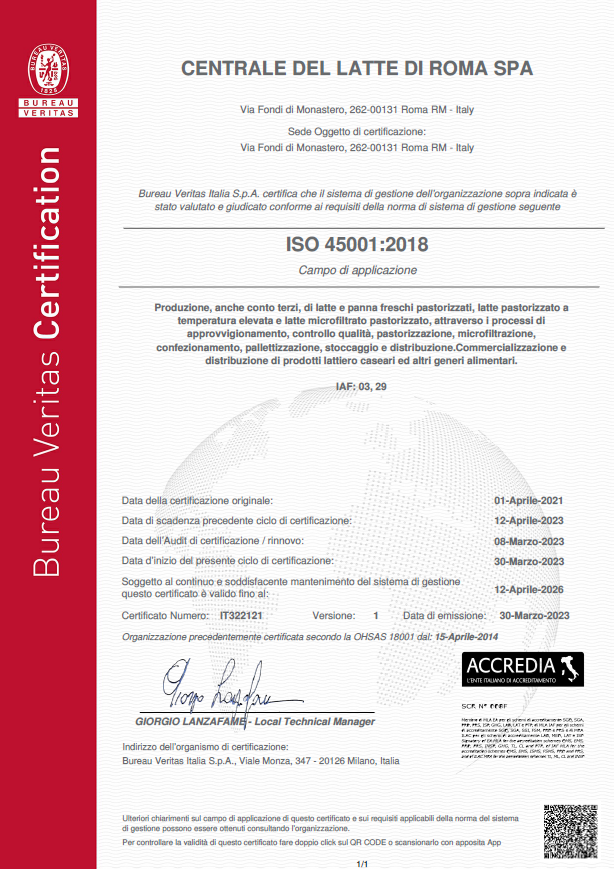 BUREAU VERITAS
1828
BUREAU
VERITAS
Bureau Veritas Certification
CENTRALE DEL LATTE DI ROMA SPA
Via Fondi di Monastero, 262-00131 Roma RM - Italy
Sede Oggetto di certificazione:
Via Fondi di Monastero, 262-00131 Roma RM - Italy
Bureau Veritas Italia S.p.A. certifica che il sistema di gestione dell'organizzazione sopra indicata è
stato valutato e giudicato conforme ai requisiti della norma di sistema di gestione seguente
ISO 45001:2018
Campo di applicazione
Produzione, anche conto terzi, di latte e panna freschi pastorizzati, latte pastorizzato a
temperatura elevata e latte microfiltrato pastorizzato, attraverso i processi di
approvvigionamento, controllo qualità, pastorizzazione, microfiltrazione,
confezionamento, pallettizzazione, stoccaggio e distribuzione.Commercializzazione e
distribuzione di prodotti lattiero caseari ed altri generi alimentari.
IAF: 03, 29
Data della certificazione originale: 01-Aprile-2021
Data di scadenza precedente ciclo di certificazione: 12-Aprile-2023
Data dell'Audit di certificazione / rinnovo: 08-Marzo-2023
Data d'inizio del presente ciclo di certificazione: 30-Marzo-2023
Soggetto al continuo e soddisfacente mantenimento del sistema di gestione
questo certificato è valido fino al: 12-Aprile-2026
Certificato Numero: IT322121 Versione: 1 Data di emissione: 30-Marzo-2023
Organizzazione precedentemente certificata secondo la OHSAS 18001 dal: 15-Aprile-2014
ACCREDIA
L'ENTE ITALIANO DI ACCREDITAMENTO
SCR N°
GIORGIO LANZAFAME - Local Technical Manager
Indirizzo dell'organismo di certificazione:
Bureau Veritas Italia S.p.A., Viale Monza, 347 - 20126 Milano, Italia
Ulteriori chiarimenti sul campo di applicazione di questo certificato e sui requisiti applicabili della norma del sistema
di gestione possono essere ottenuti consultando l'organizzazione.
Per controllare la validità di questo certificato fare doppio click sul QR CODE o scansionarlo con apposita App
1/1